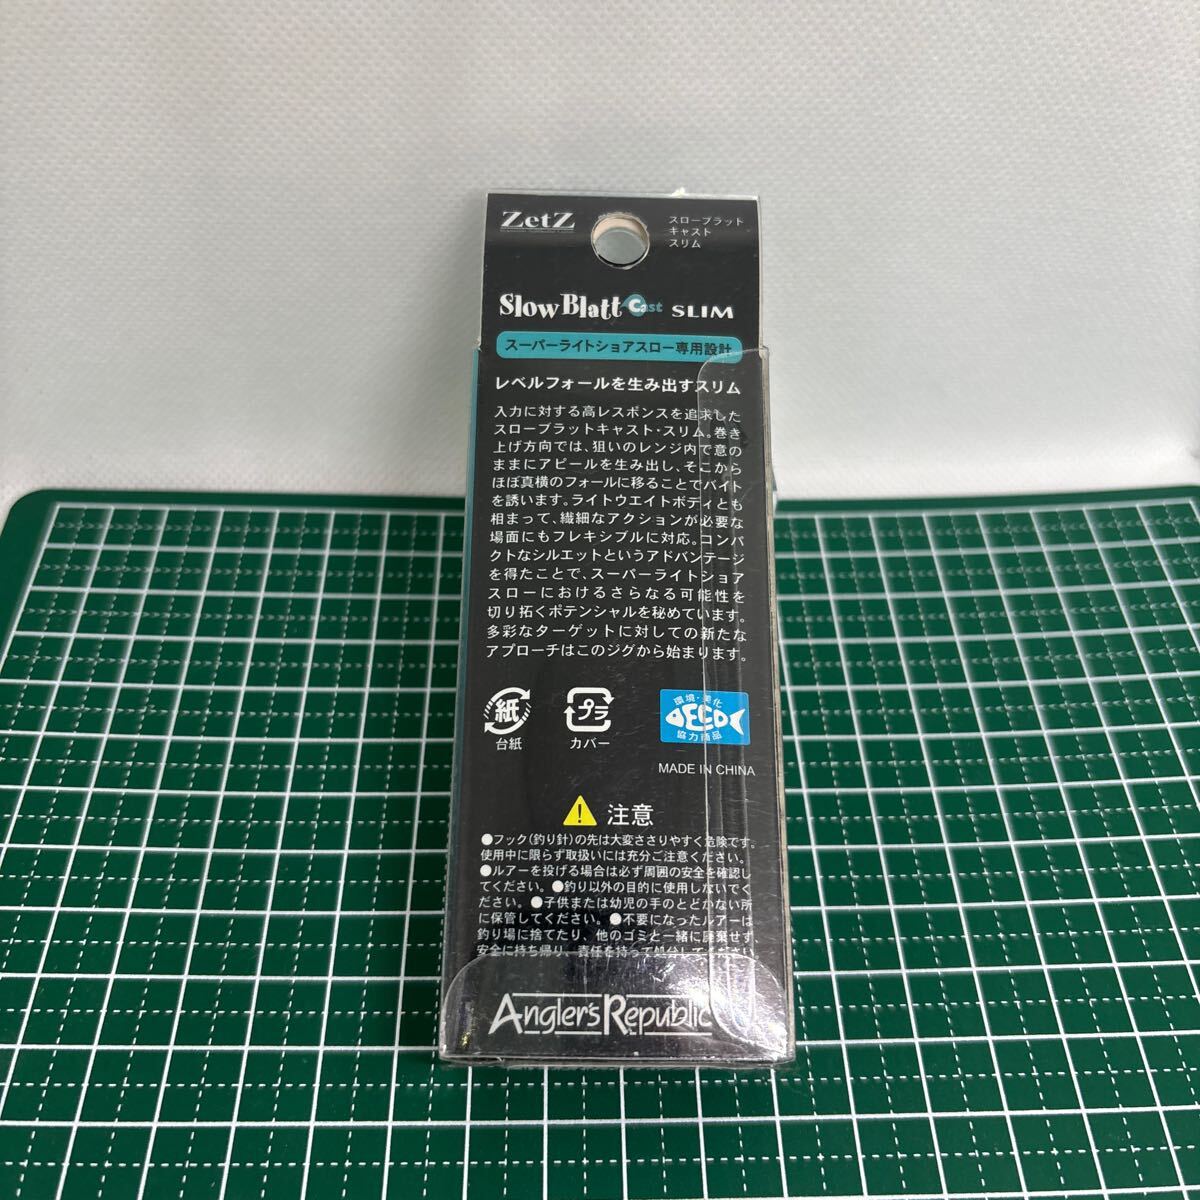 ZetZ
スローブラット
キャスト
スリム
Slow Blatt Cast SLIM
スーパーライトショアスロー専用設計
レベルフォールを生み出すスリム
入力に対する高レスポンスを追求した
スローブラットキャスト・スリム。巻き
上げ方向では、狙いのレンジ内で意の
ままにアピールを生み出し、そこから
ほぼ真横のフォールに移ることでバイト
を誘います。ライトウエイトボディとも
相まって、繊細なアクションが必要な
場面にもフレキシブルに対応。コンパ
クトなシルエットというアドバンテージ
を得たことで、スーパーライトショア
スローにおけるさらなる可能性を
切り拓くポテンシャルを秘めています。
多彩なターゲットに対しての新たな
アプローチはこのジグから始まります。
紙
台紙
プラ
カバー
環境・美化
ECO
協力商品
MADE IN CHINA
注意
●フック(釣り針)の先は大変ささりやすく危険です。
使用中に限らず取扱いには充分ご注意ください。
●ルアーを投げる場合は必ず周囲の安全を確認し
てください。●釣り以外の目的に使用しないでく
ださい。●子供または幼児の手のとどかない所
に保管してください。●不要になったルアーは
釣り場に捨てたり、他のゴミと一緒に廃棄せず、
安全に持ち帰り、責任を持って処分してください
Angler's Republic